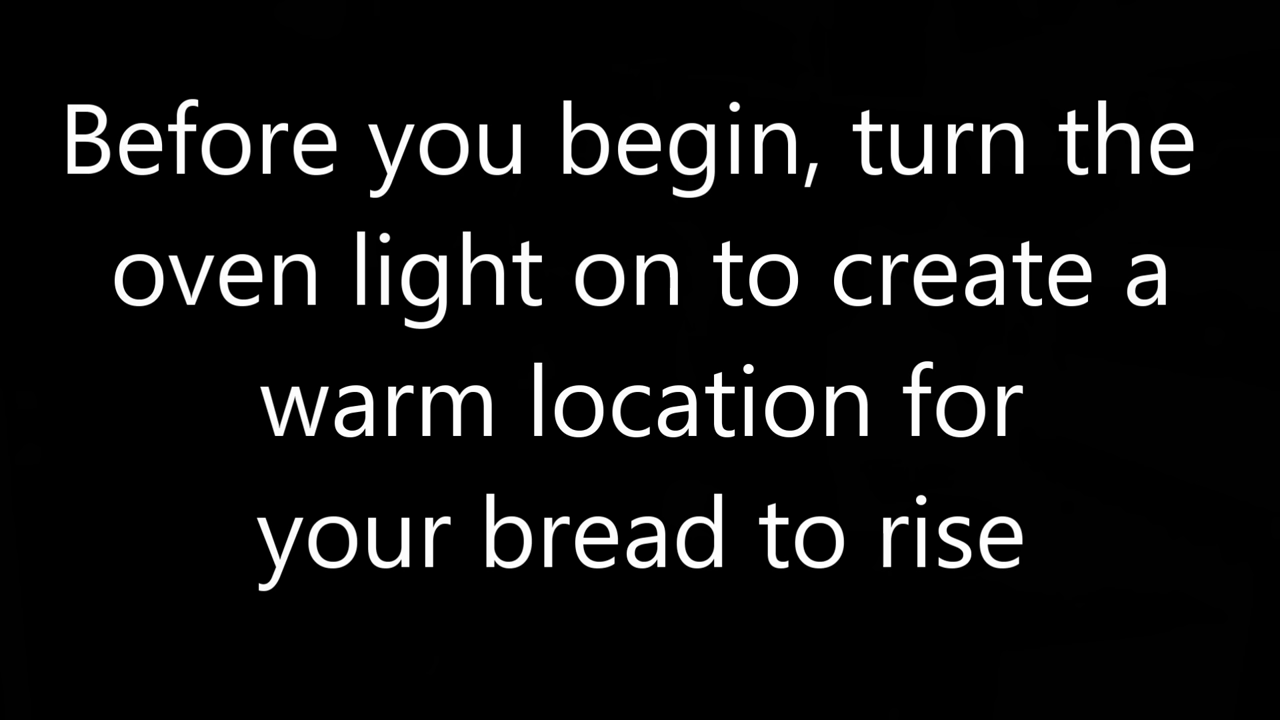 Before you begin, turn the
oven light on to create a
warm location for
your bread to rise